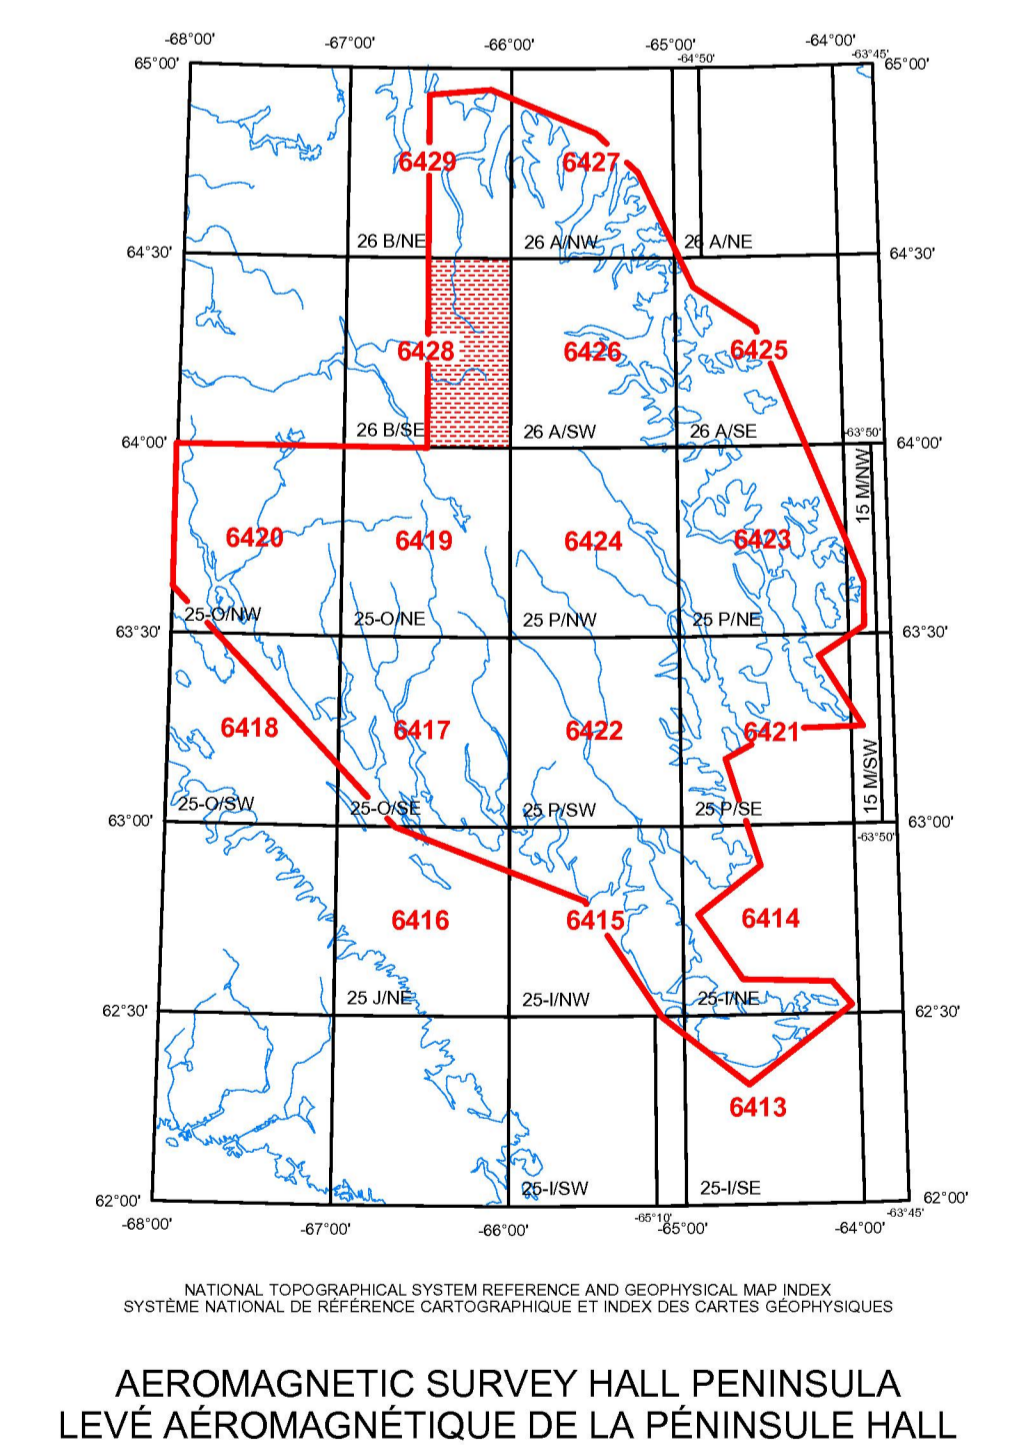 -68°00' -67°00' -66°00' -65°00' -64°00'
-64°50' -63°45'
65°00' 65°00'
6429 6427
26 B/NE 26 A/NW 26 A/NE
64°30' 64°30'
6428 6426 6425
26 B/SE 26 A/SW 26 A/SE -63°50'
64°00' 64°00'
15 M/NW
6420 6419 6424 6423
25-O/NW 25-O/NE 25 P/NW 25 P/NE
63°30' 63°30'
6418 6417 6422 6421
15 M/SW
25-O/SW 25-O/SE 25 P/SW 25 P/SE
63°00' 63°00'
-63°50'
6416 6415 6414
25 J/NE 25-I/NW 25-I/NE
62°30' 62°30'
6413
25-I/SW 25-I/SE
62°00' 62°00'
-65°10' -63°45'
-68°00' -67°00' -66°00' -65°00' -64°00'
NATIONAL TOPOGRAPHICAL SYSTEM REFERENCE AND GEOPHYSICAL MAP INDEX
SYSTÈME NATIONAL DE RÉFÉRENCE CARTOGRAPHIQUE ET INDEX DES CARTES GÉOPHYSIQUES
AEROMAGNETIC SURVEY HALL PENINSULA
LEVÉ AÉROMAGNÉTIQUE DE LA PÉNINSULE HALL